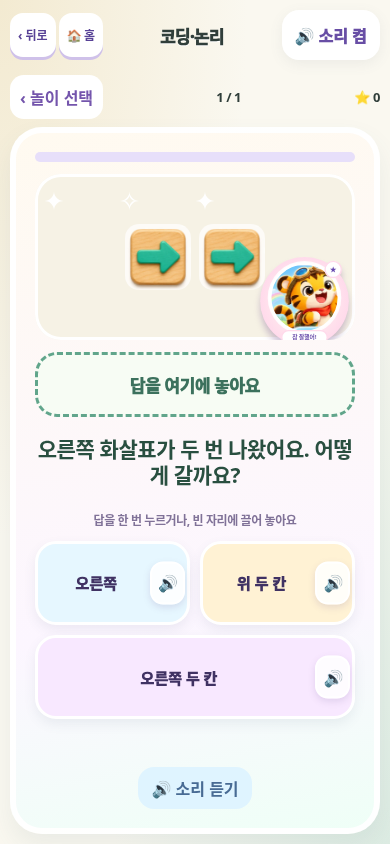 ‹ 뒤로
🏠 홈
코딩·논리
🔊 소리 켬
‹ 놀이 선택
1 / 1
⭐ 0
잘 찾았어!
답을 여기에 놓아요
오른쪽 화살표가 두 번 나왔어요. 어떻
게 갈까요?
답을 한 번 누르거나, 빈 자리에 끌어 놓아요
오른쪽
위 두 칸
오른쪽 두 칸
🔊 소리 듣기